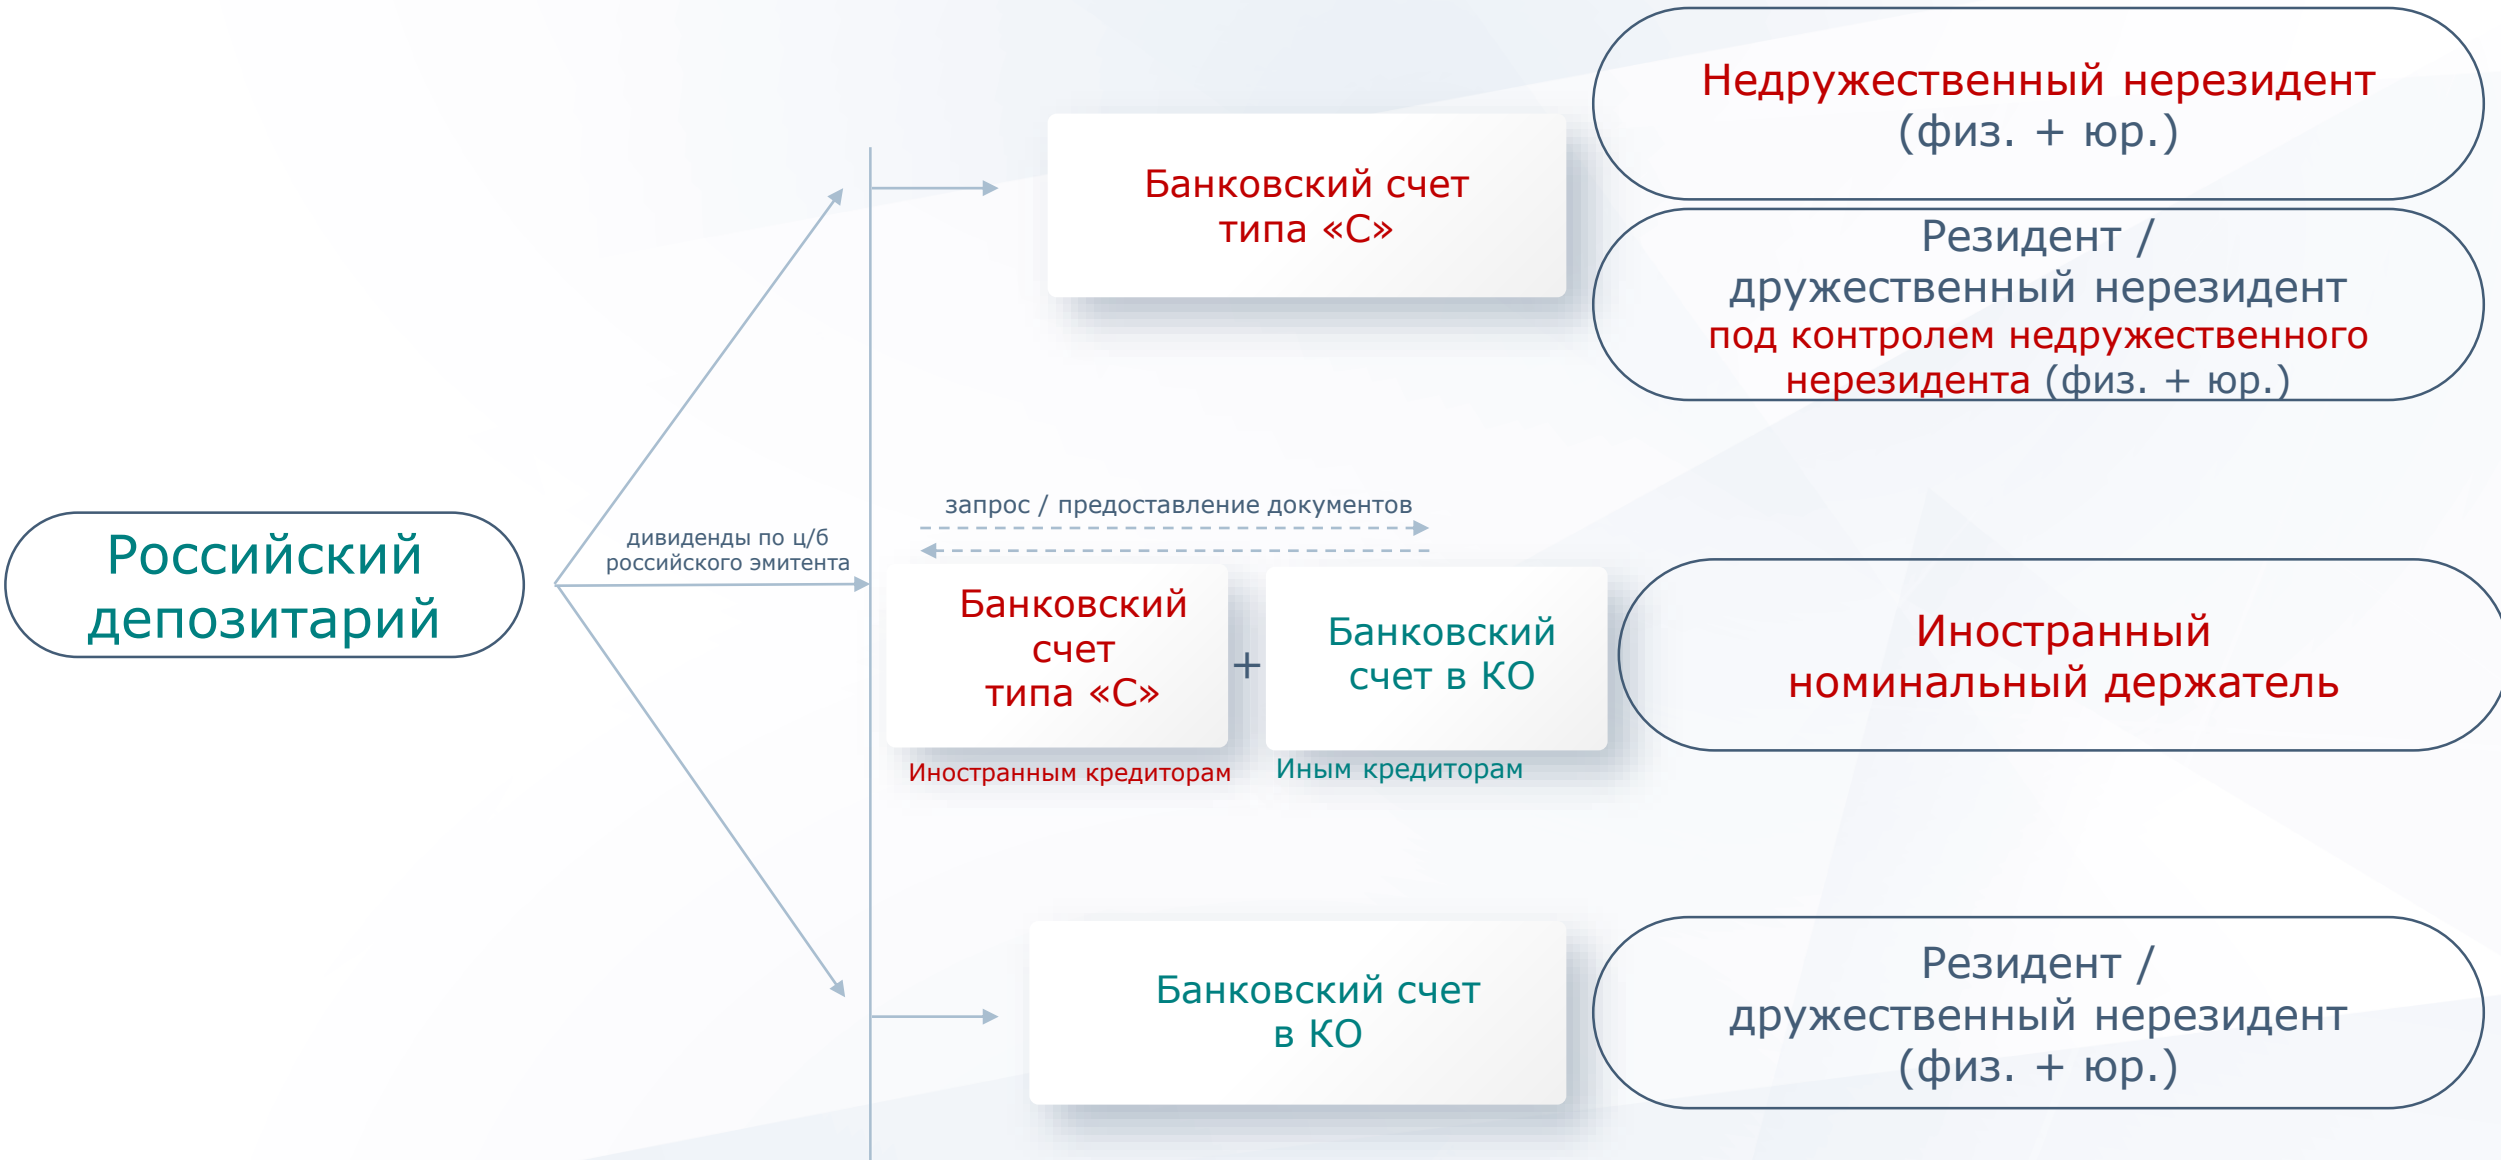 Недружественный нерезидент
(физ. + юр.)
Банковский счет
типа «С»
Резидент /
дружественный нерезидент
под контролем недружественного
нерезидента (физ. + юр.)
Российский
депозитарий
дивиденды по ц/б
российского эмитента
запрос / предоставление документов
Банковский
счет
типа «С»
+
Банковский
счет в КО
Иностранным кредиторам
Иным кредиторам
Иностранный
номинальный держатель
Банковский счет
в КО
Резидент /
дружественный нерезидент
(физ. + юр.)